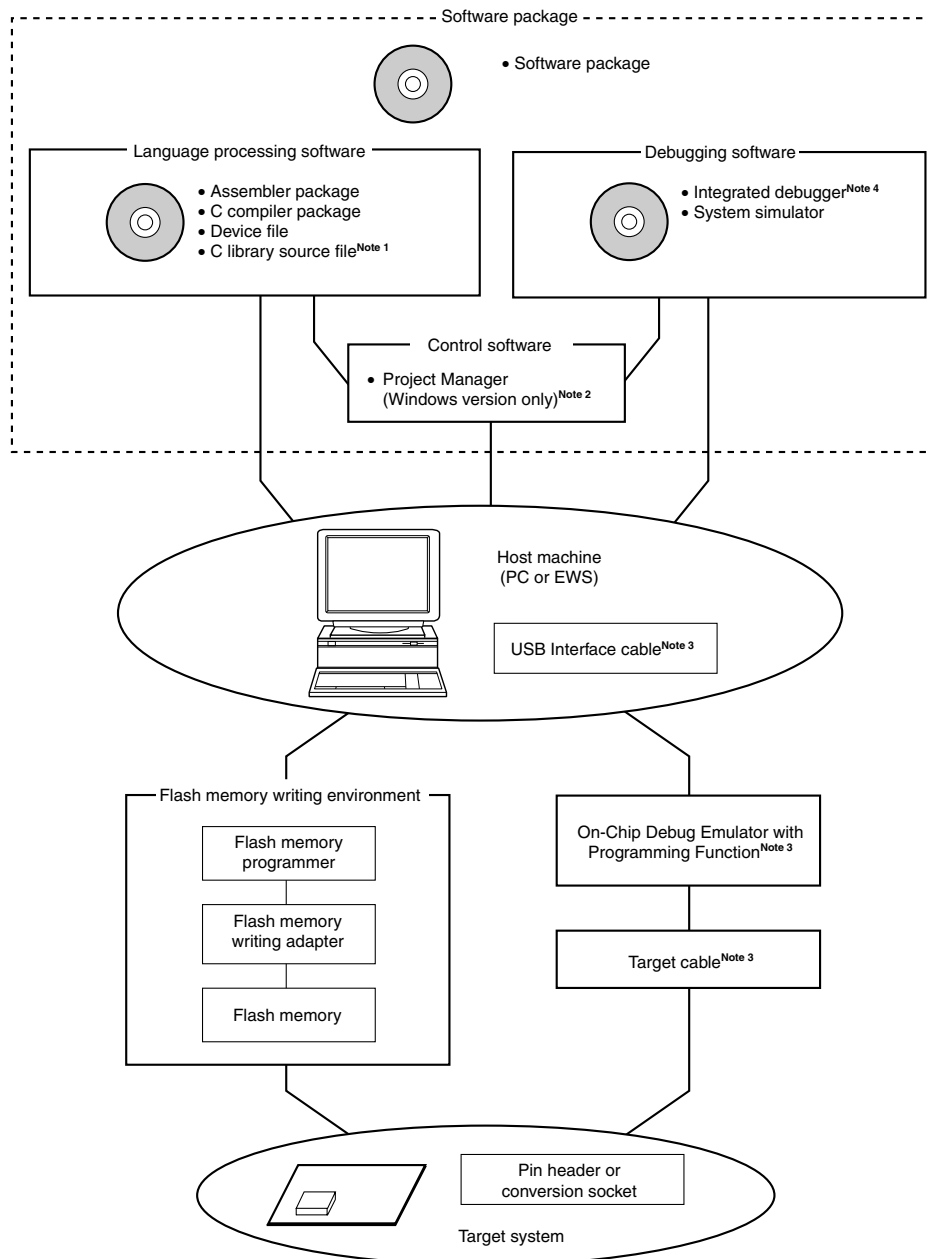 Software package
• Software package
Language processing software
• Assembler package
• C compiler package
• Device file
• C library source fileNote 1
Debugging software
• Integrated debuggerNote 4
• System simulator
Control software
• Project Manager
(Windows version only)Note 2
Host machine
(PC or EWS)
USB Interface cableNote 3
Flash memory writing environment
Flash memory
programmer
Flash memory
writing adapter
Flash memory
On-Chip Debug Emulator with
Programming FunctionNote 3
Target cableNote 3
Pin header or
conversion socket
Target system